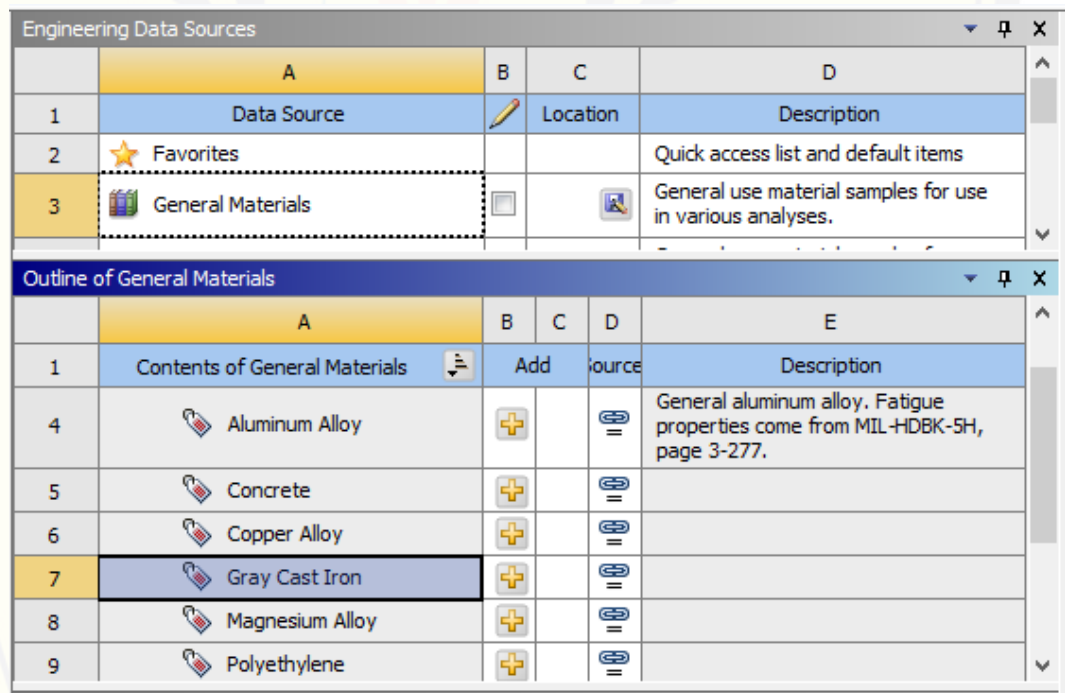 Engineering Data Sources
A B C D
1 Data Source Location Description
2 Favorites Quick access list and default items
3 General Materials General use material samples for use
in various analyses.
Outline of General Materials
A B C D E
1 Contents of General Materials Add Source Description
4 Aluminum Alloy General aluminum alloy. Fatigue
properties come from MIL-HDBK-5H,
page 3-277.
5 Concrete
6 Copper Alloy
7 Gray Cast Iron
8 Magnesium Alloy
9 Polyethylene